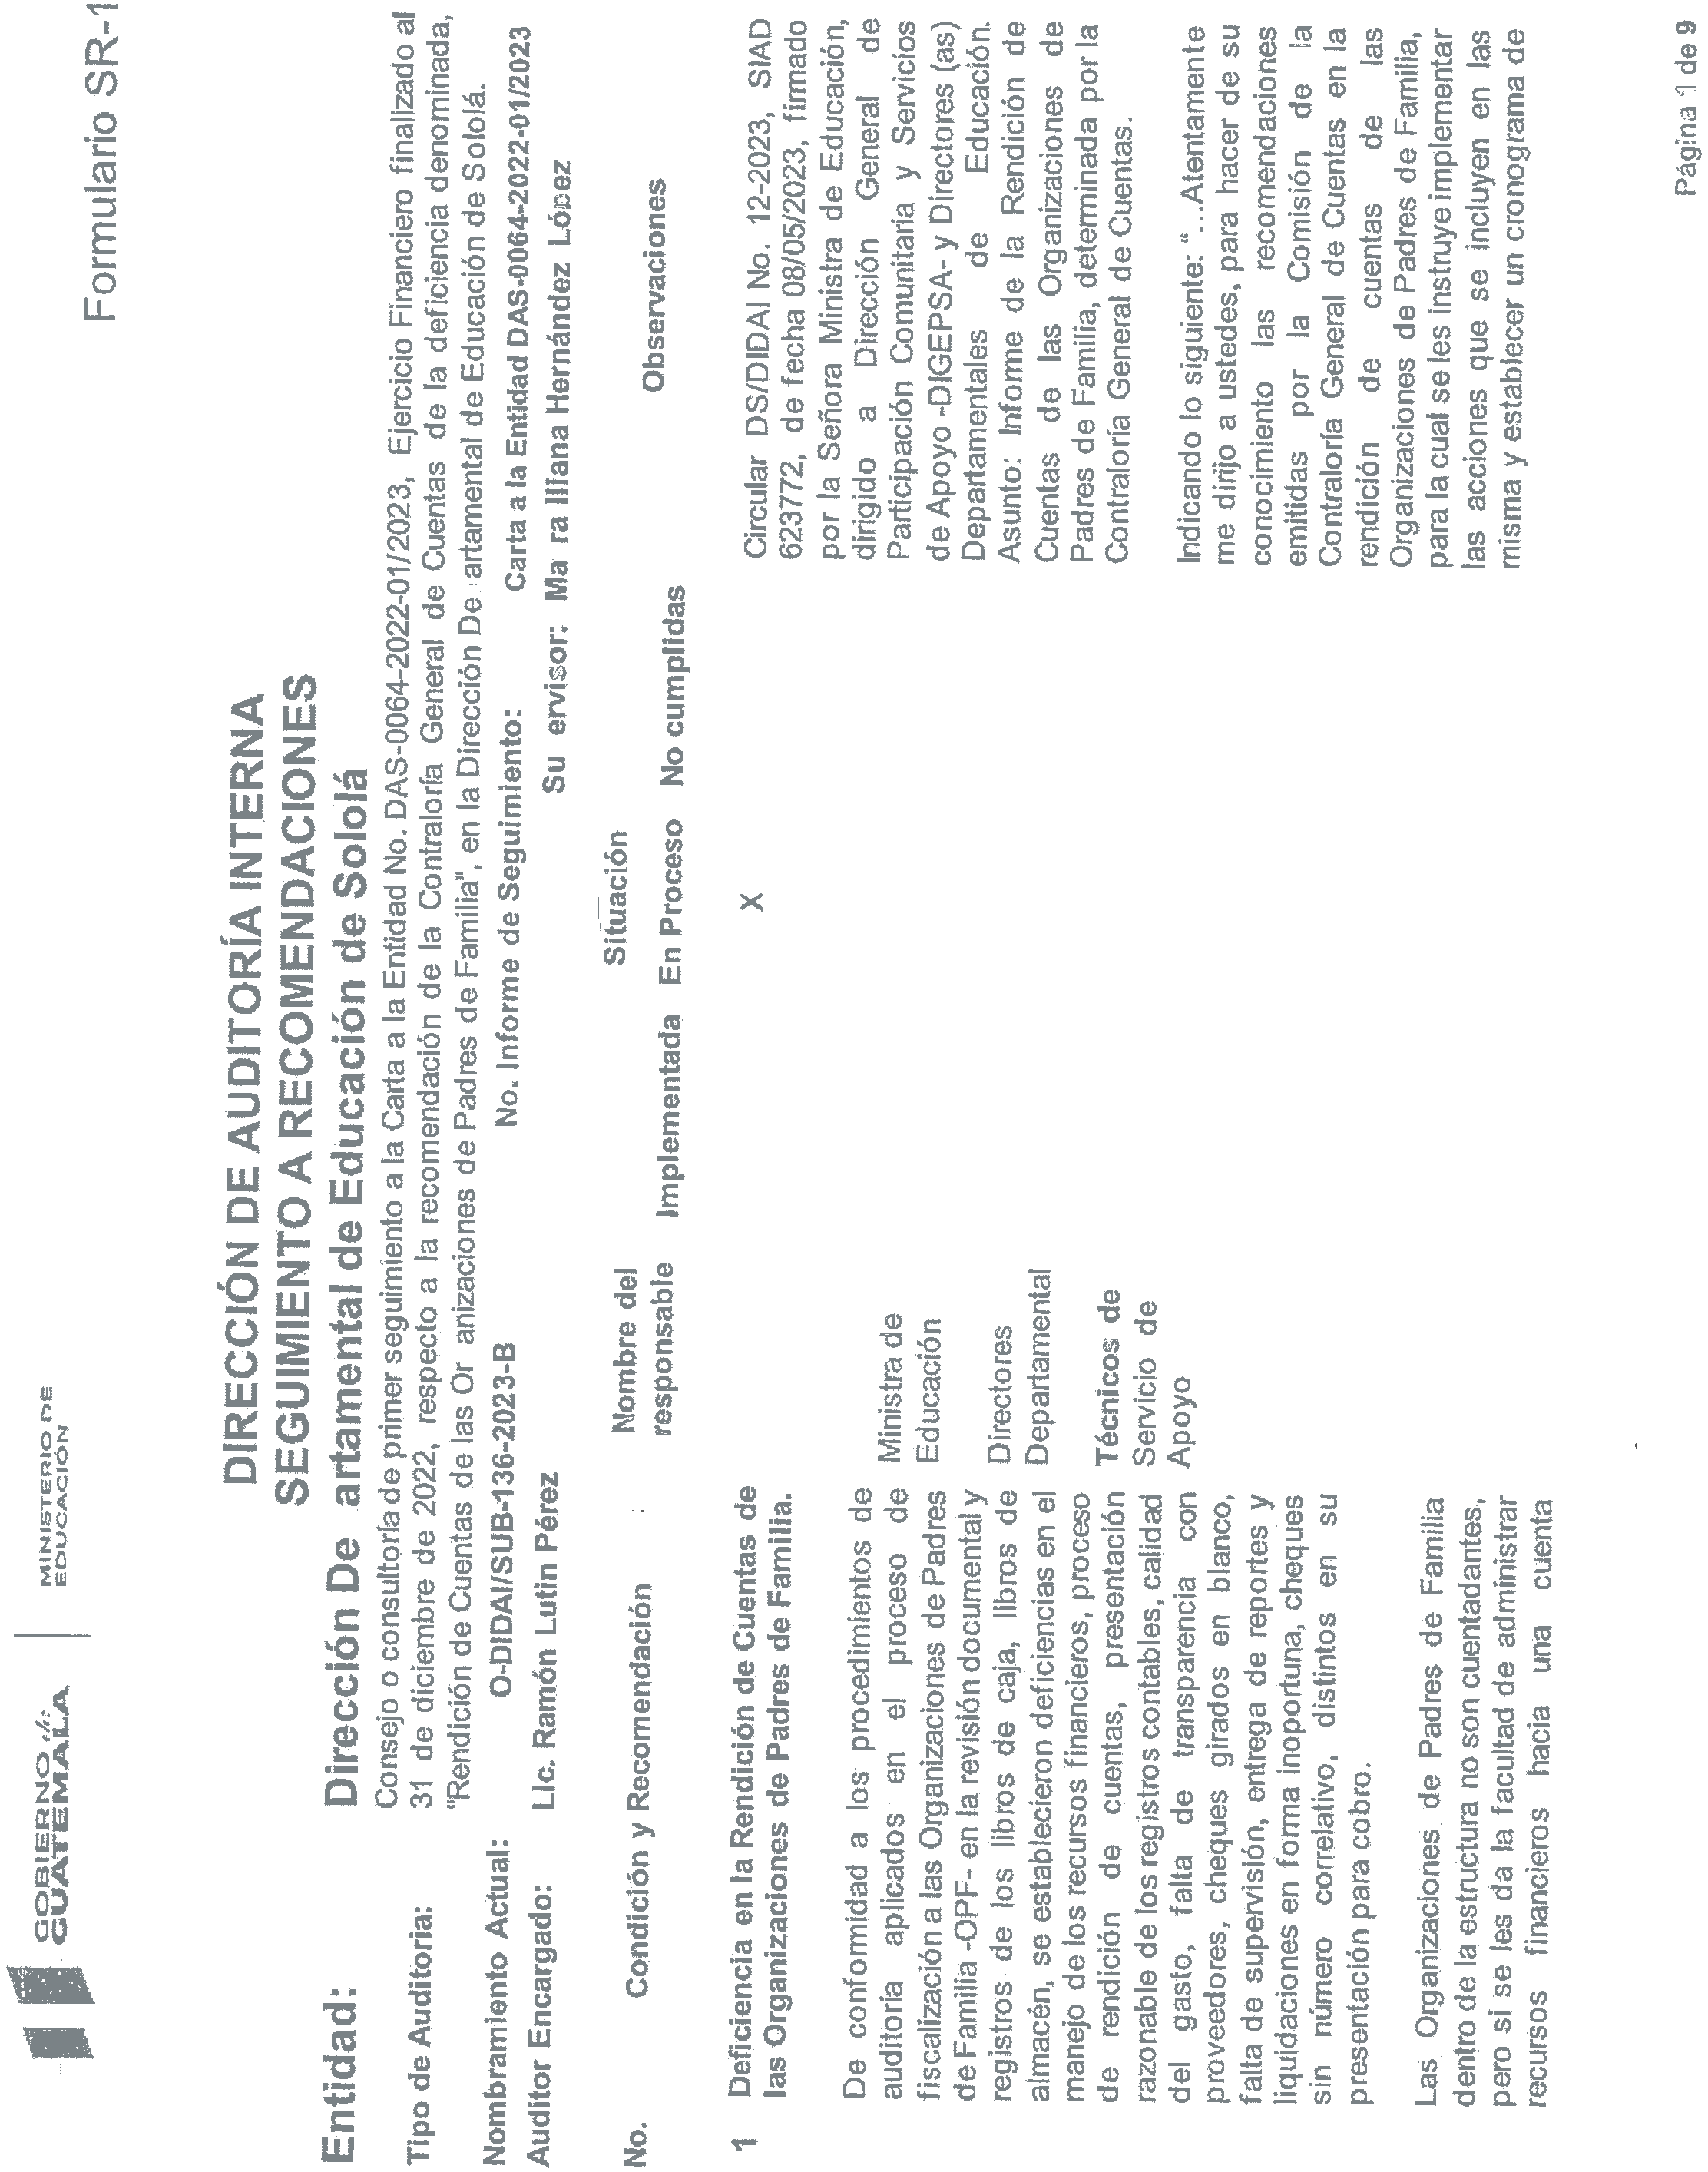 GOBIERNO de
GUATEMALA
MINISTERIO DE
EDUCACIÓN
Formulario SR-1
DIRECCIÓN DE AUDITORÍA INTERNA
SEGUIMIENTO A RECOMENDACIONES
Entidad: Dirección De artamental de Educación de Sololá
Tipo de Auditoria: Consejo o consultoría de primer seguimiento a la Carta a la Entidad No. DAS-0064-2022-01/2023, Ejercicio Financiero finalizado al
31 de diciembre de 2022, respecto a la recomendación de la Contraloría General de Cuentas de la deficiencia denominada,
"Rendición de Cuentas de las Or anizaciones de Padres de Familia", en la Dirección De artamental de Educación de Sololá.
Nombramiento Actual: O-DIDAI/SUB-136-2023-B No. Informe de Seguimiento: Carta a la Entidad DAS-0064-2022-01/2023
Auditor Encargado: Lic. Ramón Lutin Pérez Su ervisor: Ma ra Iliana Hernández López
No. Condición y Recomendación Nombre del
responsable Situación
Implementada En Proceso No cumplidas Observaciones
1 Deficiencia en la Rendición de Cuentas de
las Organizaciones de Padres de Familia.
De conformidad a los procedimientos de
auditoría aplicados en el proceso de
fiscalización a las Organizaciones de Padres
de Familia -OPF- en la revisión documental y
registros de los libros de caja, libros de
almacén, se establecieron deficiencias en el
manejo de los recursos financieros, proceso
de rendición de cuentas, presentación
razonable de los registros contables, calidad
del gasto, falta de transparencia con
proveedores, cheques girados en blanco,
falta de supervisión, entrega de reportes y
liquidaciones en forma inoportuna, cheques
sin número correlativo, distintos en su
presentación para cobro.
Las Organizaciones de Padres de Familia
dentro de la estructura no son cuentadantes,
pero si se les da la facultad de administrar
recursos financieros hacia una cuenta
Ministra de
Educación
Directores
Departamental
Técnicos de
Servicio de
Apoyo
X
Circular DS/DIDAI No. 12-2023, SIAD
623772, de fecha 08/05/2023, firmado
por la Señora Ministra de Educación,
dirigido a Dirección General de
Participación Comunitaria y Servicios
de Apoyo -DIGEPSA- y Directores (as)
Departamentales de Educación.
Asunto: Informe de la Rendición de
Cuentas de las Organizaciones de
Padres de Familia, determinada por la
Contraloría General de Cuentas.
Indicando lo siguiente: "...Atentamente
me dirijo a ustedes, para hacer de su
conocimiento las recomendaciones
emitidas por la Comisión de la
Contraloría General de Cuentas en la
rendición de cuentas de las
Organizaciones de Padres de Familia,
para la cual se les instruye implementar
las acciones que se incluyen en las
misma y establecer un cronograma de
Página 1 de 9